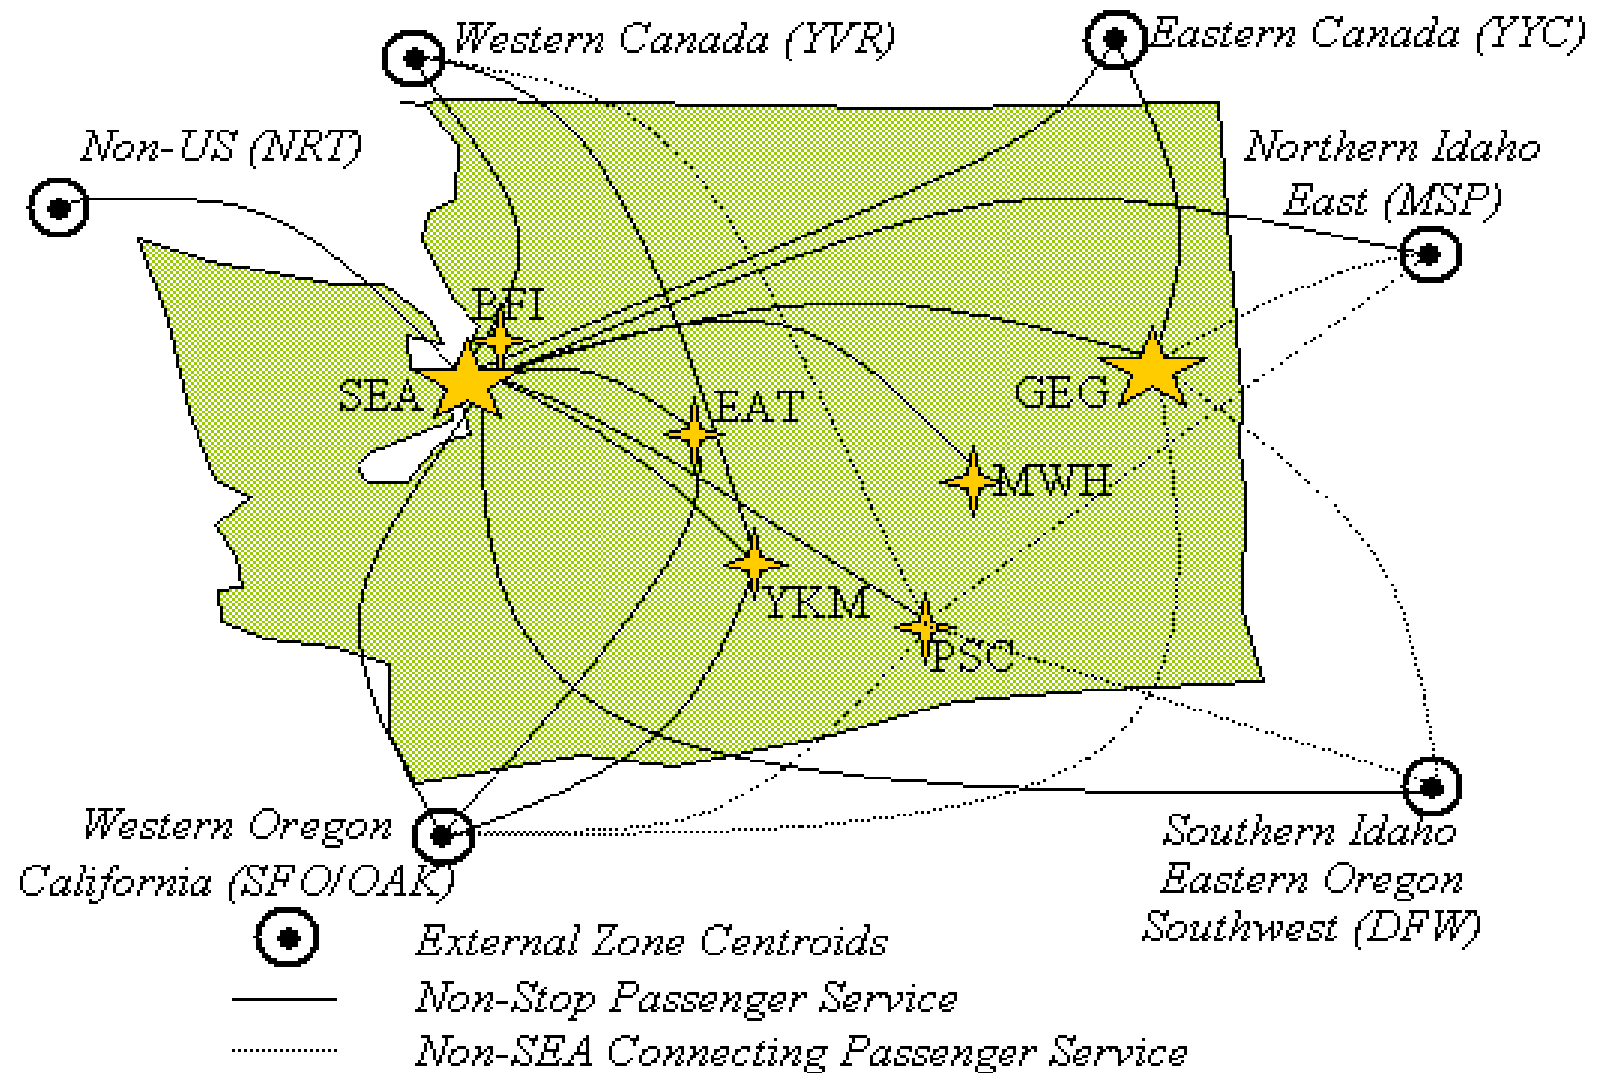 Western Canada (YVR)
Eastern Canada (YYC)
Non-US (NRT)
Northern Idaho
East (MSP)
BFI
SEA
EAT
GEG
MWH
YKM
PSC
Western Oregon
California (SFO/OAK)
Southern Idaho
Eastern Oregon
Southwest (DFW)
External Zone Centroids
Non-Stop Passenger Service
Non-SEA Connecting Passenger Service